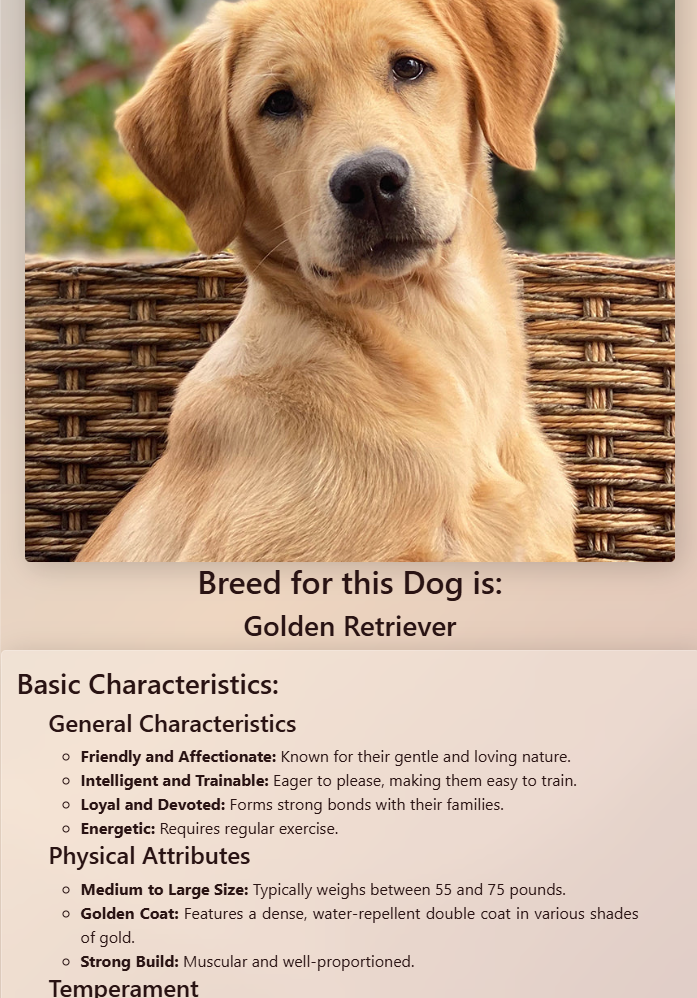 Breed for this Dog is:
Golden Retriever
Basic Characteristics:
General Characteristics
Friendly and Affectionate: Known for their gentle and loving nature.
Intelligent and Trainable: Eager to please, making them easy to train.
Loyal and Devoted: Forms strong bonds with their families.
Energetic: Requires regular exercise.
Physical Attributes
Medium to Large Size: Typically weighs between 55 and 75 pounds.
Golden Coat: Features a dense, water-repellent double coat in various shades
of gold.
Strong Build: Muscular and well-proportioned.
Temperament